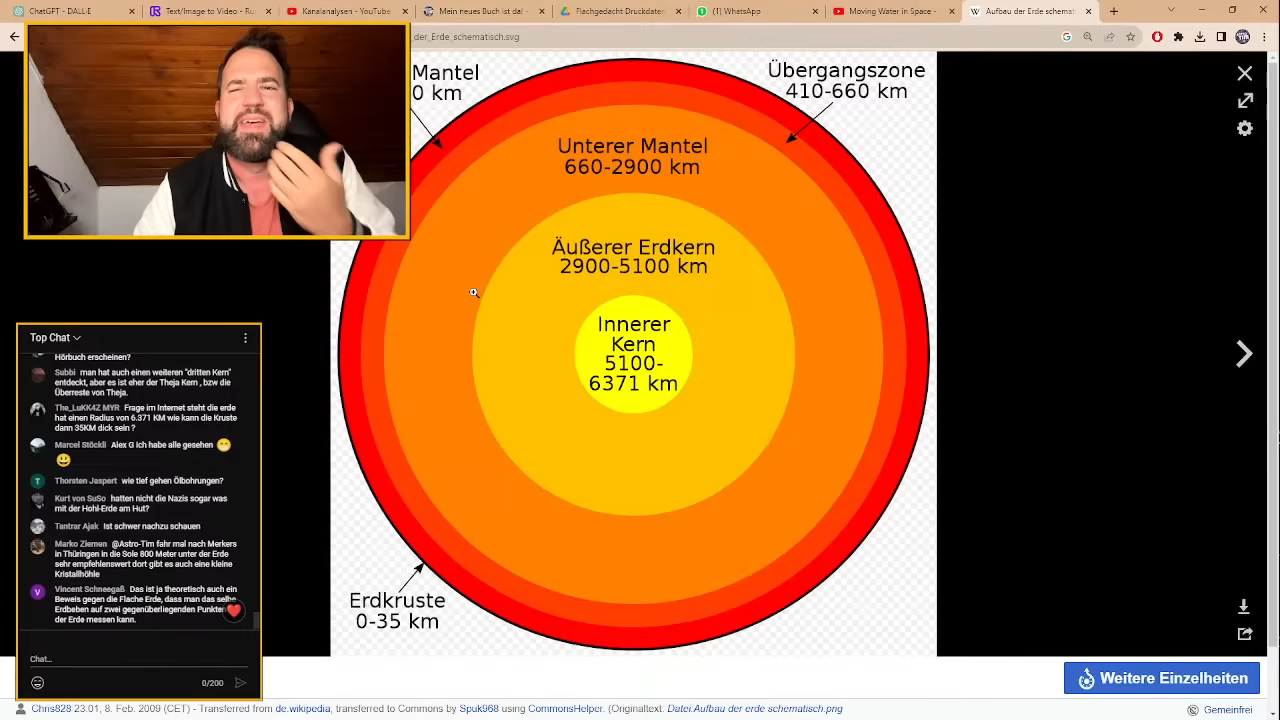 ChatGPT - DALL·E
Text/Image to Video - Ru
Kanalanalysen - YouTube
Mein neues Buch ist da! -
Fachgedacht Druckdaten
(1) WhatsApp
Moving Water in Space -
Aufbau der Erde schemat
der_Erde_schematisch.svg
Mantel
0 km
Übergangszone
410-660 km
Unterer Mantel
660-2900 km
Äußerer Erdkern
2900-5100 km
Innerer
Kern
5100-
6371 km
Erdkruste
0-35 km
Top Chat
Hörbuch erscheinen?
Subbi man hat auch einen weiteren "dritten Kern"
entdeckt, aber es ist eher der Theja Kern , bzw die
Überreste von Theja.
The_LuKK4Z MYR Frage im Internet steht die erde
hat einen Radius von 6.371 KM wie kann die Kruste
dann 35KM dick sein ?
Marcel Stöckli Alex G Ich habe alle gesehen 😁
😃
T Thorsten Jaspert wie tief gehen Ölbohrungen?
Kurt von SuSo hatten nicht die Nazis sogar was
mit der Hohl-Erde am Hut?
Tantrar Ajak Ist schwer nachzu schauen
Marko Ziemen @Astro-Tim fahr mal nach Merkers
in Thüringen in die Sole 800 Meter unter der Erde
sehr empfehlenswert dort gibt es auch eine kleine
Kristallhöhle
V Vincent Schneegaß Das ist ja theoretisch auch ein
Beweis gegen die Flache Erde, dass man das selbe
Erdbeben auf zwei gegenüberliegenden Punkten
der Erde messen kann.
Chat...
0/200
Weitere Einzelheiten
Chris828 23.01, 8. Feb. 2009 (CET) - Transferred from de.wikipedia; transferred to Commons by Spuk968 using CommonsHelper. (Originaltext: Datei:Aufbau der erde schematisch.png
Gemeinfrei